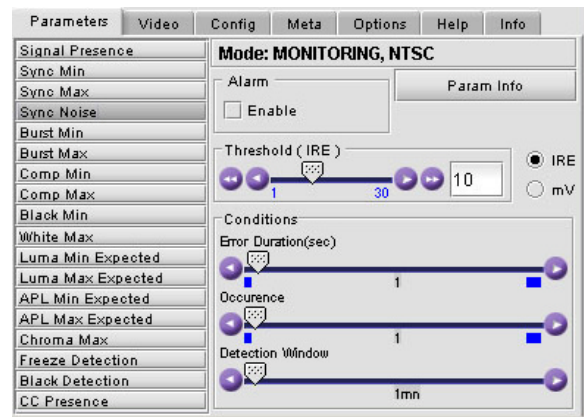 Parameters Video Config Meta Options Help Info
Signal Presence
Sync Min
Sync Max
Sync Noise
Burst Min
Burst Max
Comp Min
Comp Max
Black Min
White Max
Luma Min Expected
Luma Max Expected
APL Min Expected
APL Max Expected
Chroma Max
Freeze Detection
Black Detection
CC Presence
Mode: MONITORING, NTSC
Alarm
Enable
Param Info
Threshold ( IRE )
1 30
10
IRE
mV
Conditions
Error Duration(sec)
1
Occurence
1
Detection Window
1mn